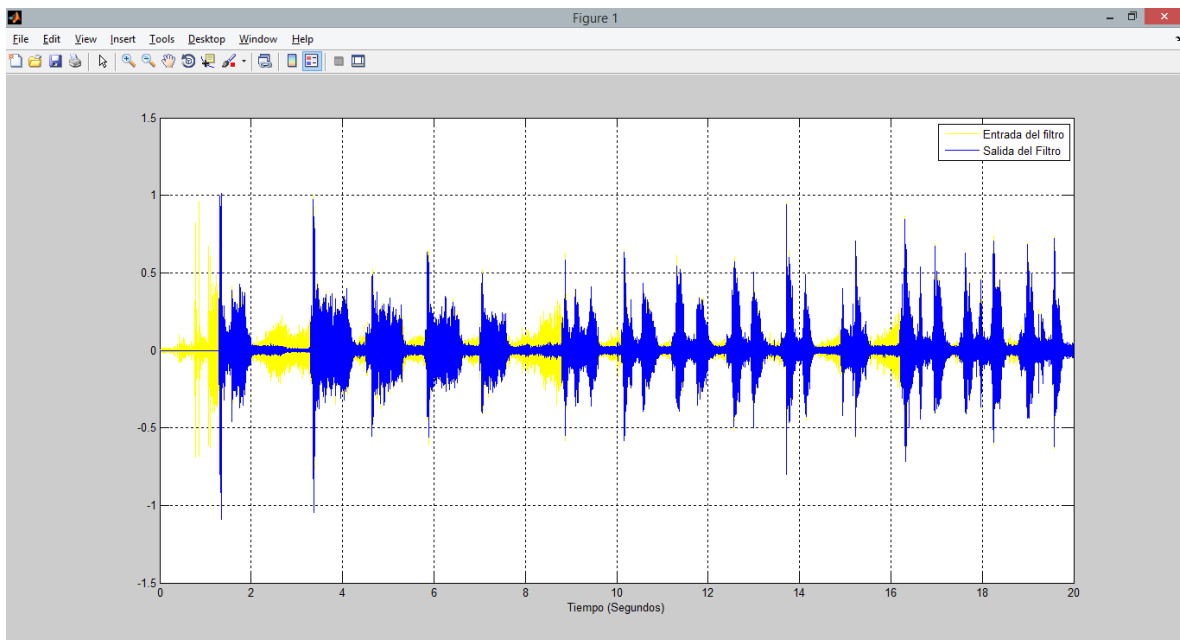 Figure 1
File Edit View Insert Tools Desktop Window Help
Entrada del filtro
Salida del Filtro
1.5
1
0.5
0
-0.5
-1
-1.5
0 2 4 6 8 10 12 14 16 18 20
Tiempo (Segundos)